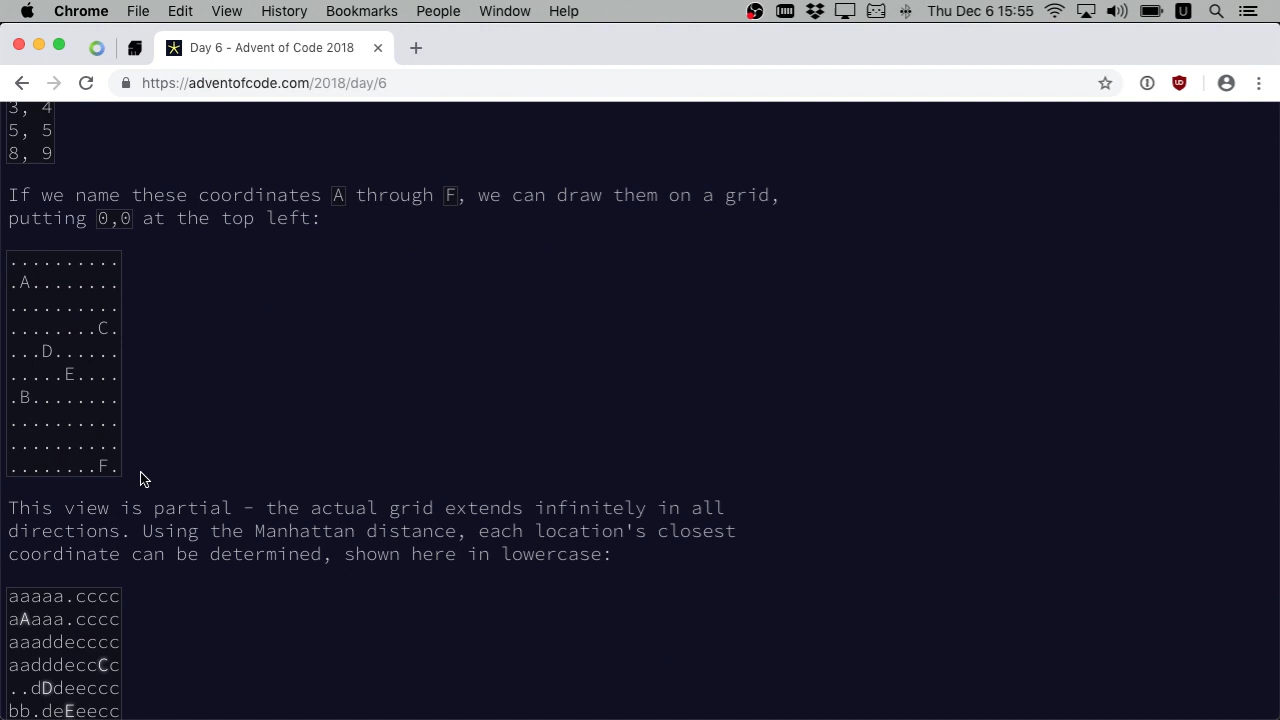 Chrome File Edit View History Bookmarks People Window Help Thu Dec 6 15:55
Day 6 - Advent of Code 2018
https://adventofcode.com/2018/day/6
3, 4
5, 5
8, 9
If we name these coordinates A through F, we can draw them on a grid,
putting 0,0 at the top left:
..........
.A........
..........
........C.
...D......
.....E....
.B........
..........
..........
........F.
This view is partial - the actual grid extends infinitely in all
directions. Using the Manhattan distance, each location's closest
coordinate can be determined, shown here in lowercase:
aaaaa.cccc
aAaaa.cccc
aaaddecccc
aadddeccCc
..dDdeeccc
bb.deEeecc